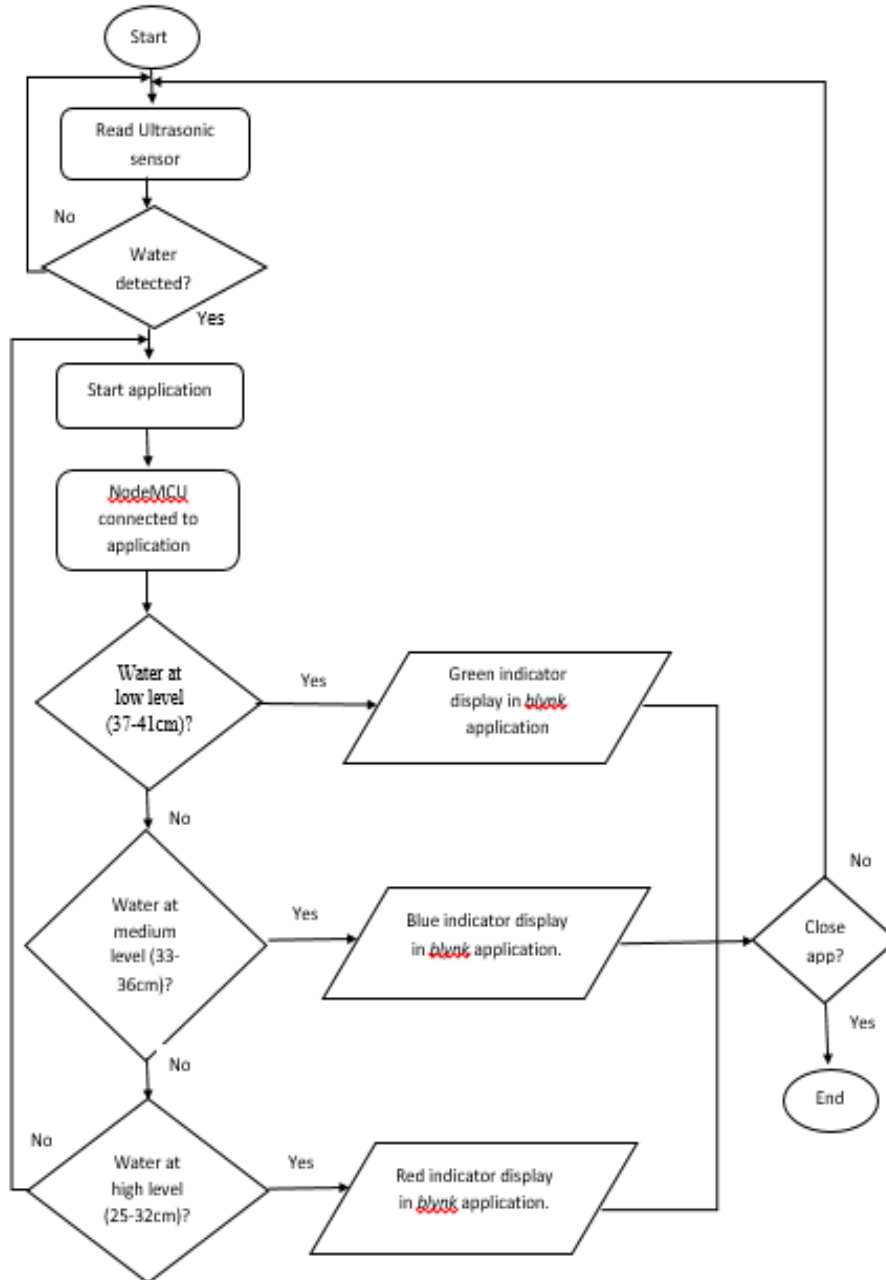 Start
Read Ultrasonic
sensor
No
Water
detected?
Yes
Start application
NodeMCU
connected to
application
Water at
low level
(37-41cm)?
Yes
Green indicator
display in blynk
application
No
Water at
medium
level (33-
36cm)?
Yes
Blue indicator display
in blynk application.
No
Close
app?
Yes
End
No
Water at
high level
(25-32cm)?
No
Yes
Red indicator display
in blynk application.